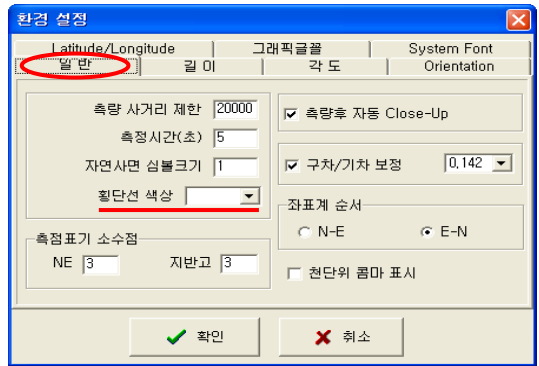 환경 설정
Latitude/Longitude 그래픽글꼴 System Font
일 반 길 이 각 도 Orientation
측량 사거리 제한 20000
측정시간(초) 5
자연사면 심볼크기 1
횡단선 색상
측점표기 소수점
NE 3 지반고 3
측량후 자동 Close-Up
구차/기차 보정 0,142
좌표계 순서
N-E E-N
천단위 콤마 표시
확인 취소